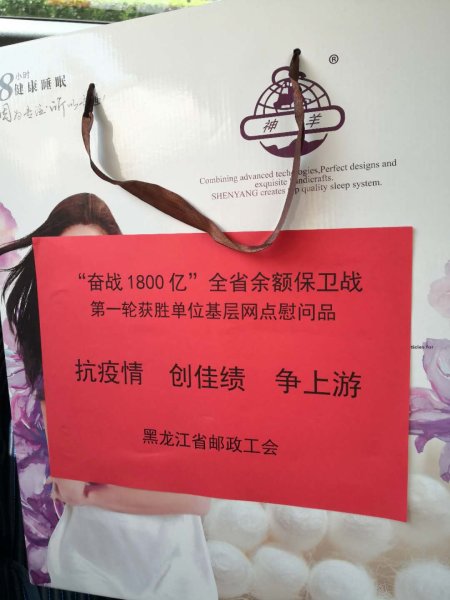 8小时
健康睡眠
®
神羊
Combining advanced technologies,Perfect designs and
exquisite handicrafts.
SHENYANG creates top quality sleep system.
“奋战1800亿”全省余额保卫战
第一轮获胜单位基层网点慰问品
抗疫情 创佳绩 争上游
黑龙江省邮政工会